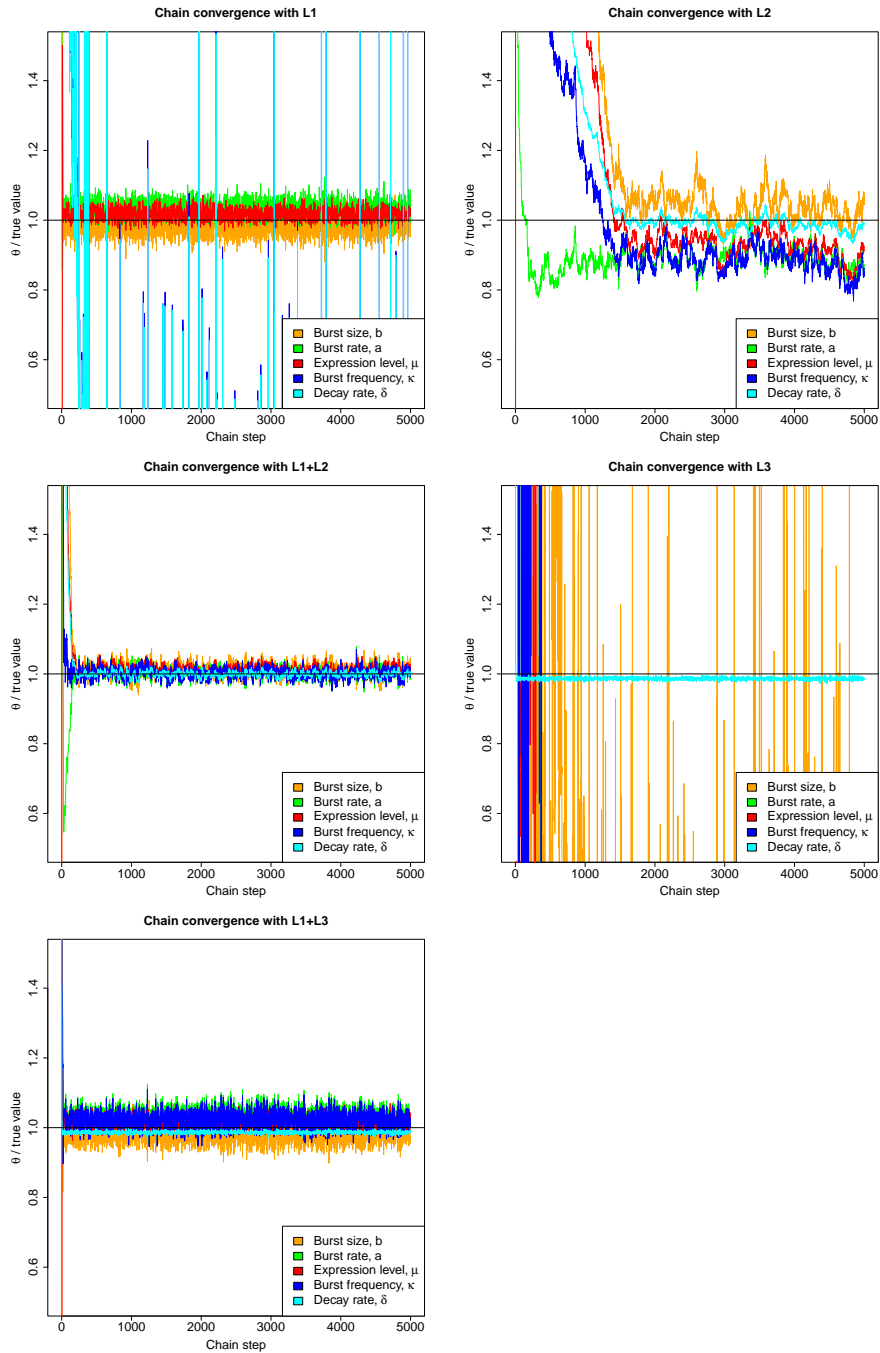 Chain convergence with L1
1.4
1.2
1.0
0.8
0.6
θ / true value
Burst size, b
Burst rate, a
Expression level, μ
Burst frequency, κ
Decay rate, δ
0 1000 2000 3000 4000 5000
Chain step
Chain convergence with L2
1.4
1.2
1.0
0.8
0.6
θ / true value
Burst size, b
Burst rate, a
Expression level, μ
Burst frequency, κ
Decay rate, δ
0 1000 2000 3000 4000 5000
Chain step
Chain convergence with L1+L2
1.4
1.2
1.0
0.8
0.6
θ / true value
Burst size, b
Burst rate, a
Expression level, μ
Burst frequency, κ
Decay rate, δ
0 1000 2000 3000 4000 5000
Chain step
Chain convergence with L3
1.4
1.2
1.0
0.8
0.6
θ / true value
Burst size, b
Burst rate, a
Expression level, μ
Burst frequency, κ
Decay rate, δ
0 1000 2000 3000 4000 5000
Chain step
Chain convergence with L1+L3
1.4
1.2
1.0
0.8
0.6
θ / true value
Burst size, b
Burst rate, a
Expression level, μ
Burst frequency, κ
Decay rate, δ
0 1000 2000 3000 4000 5000
Chain step